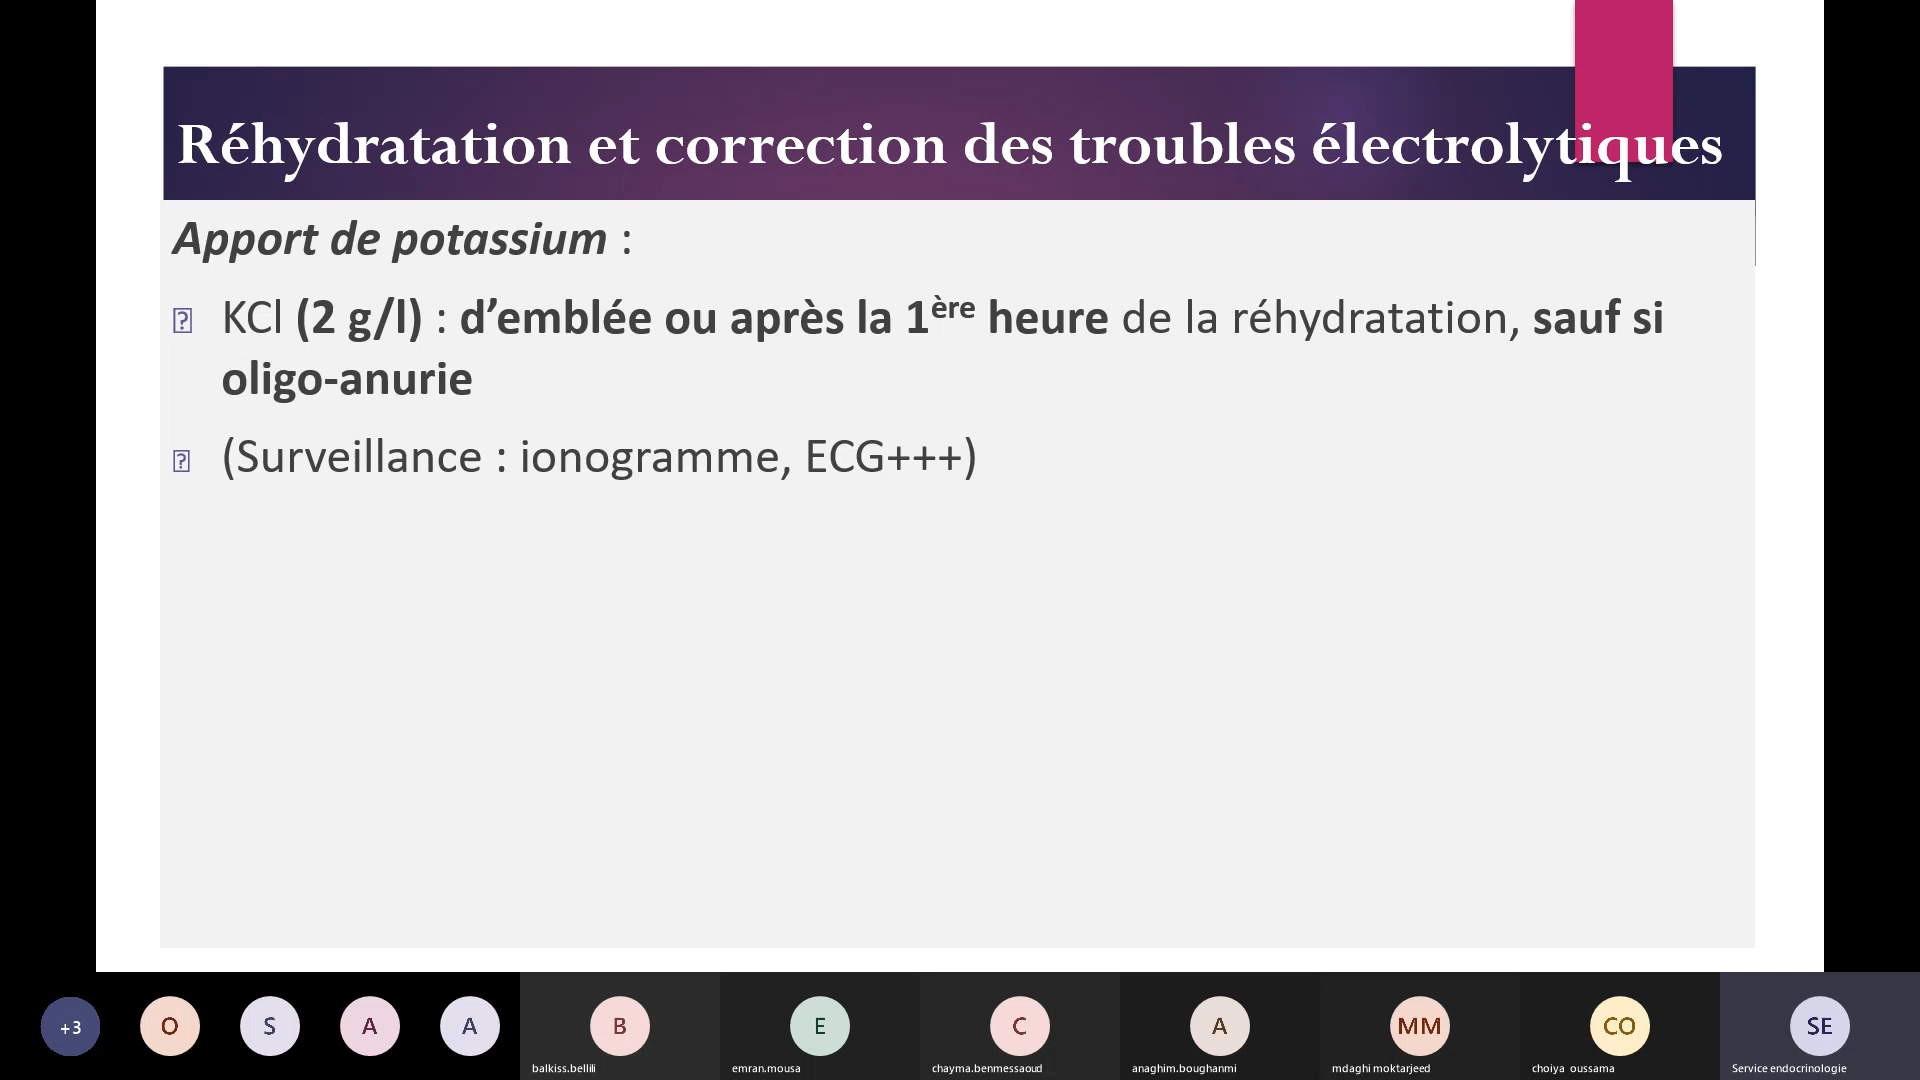 Réhydratation et correction des troubles électrolytiques
Apport de potassium :
KCl (2 g/l) : d’emblée ou après la 1ère heure de la réhydratation, sauf si
oligo-anurie
(Surveillance : ionogramme, ECG+++)
+3 O S A A B E C A MM CO SE
balkiss.bellili emran.mousa chayma.benmessaoud anaghim.boughanmi mdaghi moktarjeed choiya oussama Service endocrinologie